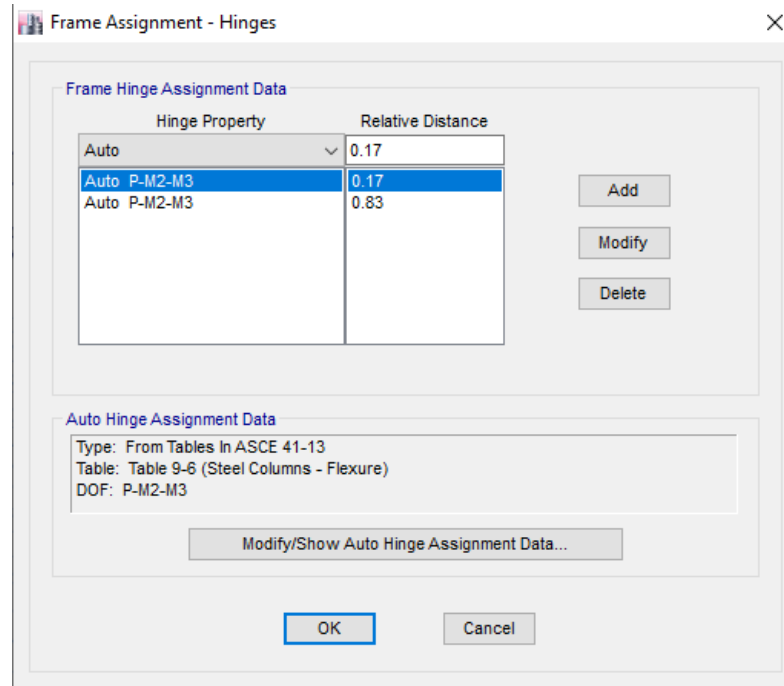 Frame Assignment - Hinges
Frame Hinge Assignment Data
Hinge Property Relative Distance
Auto 0.17
Auto P-M2-M3 0.17
Auto P-M2-M3 0.83
Add
Modify
Delete
Auto Hinge Assignment Data
Type: From Tables In ASCE 41-13
Table: Table 9-6 (Steel Columns - Flexure)
DOF: P-M2-M3
Modify/Show Auto Hinge Assignment Data...
OK Cancel